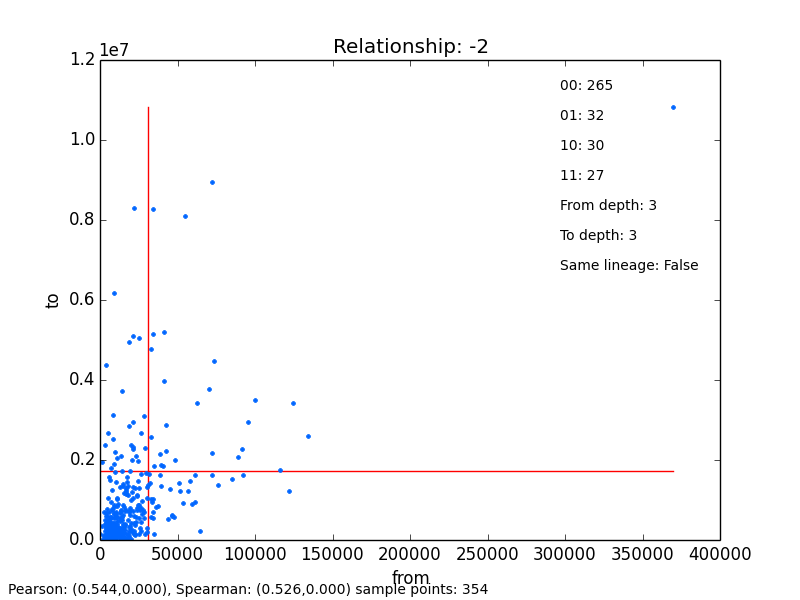 Relationship: -2
1e7
1.2
1.0
0.8
0.6
0.4
0.2
0.0
to
00: 265
01: 32
10: 30
11: 27
From depth: 3
To depth: 3
Same lineage: False
0 50000 100000 150000 200000 250000 300000 350000 400000
from
Pearson: (0.544,0.000), Spearman: (0.526,0.000) sample points: 354